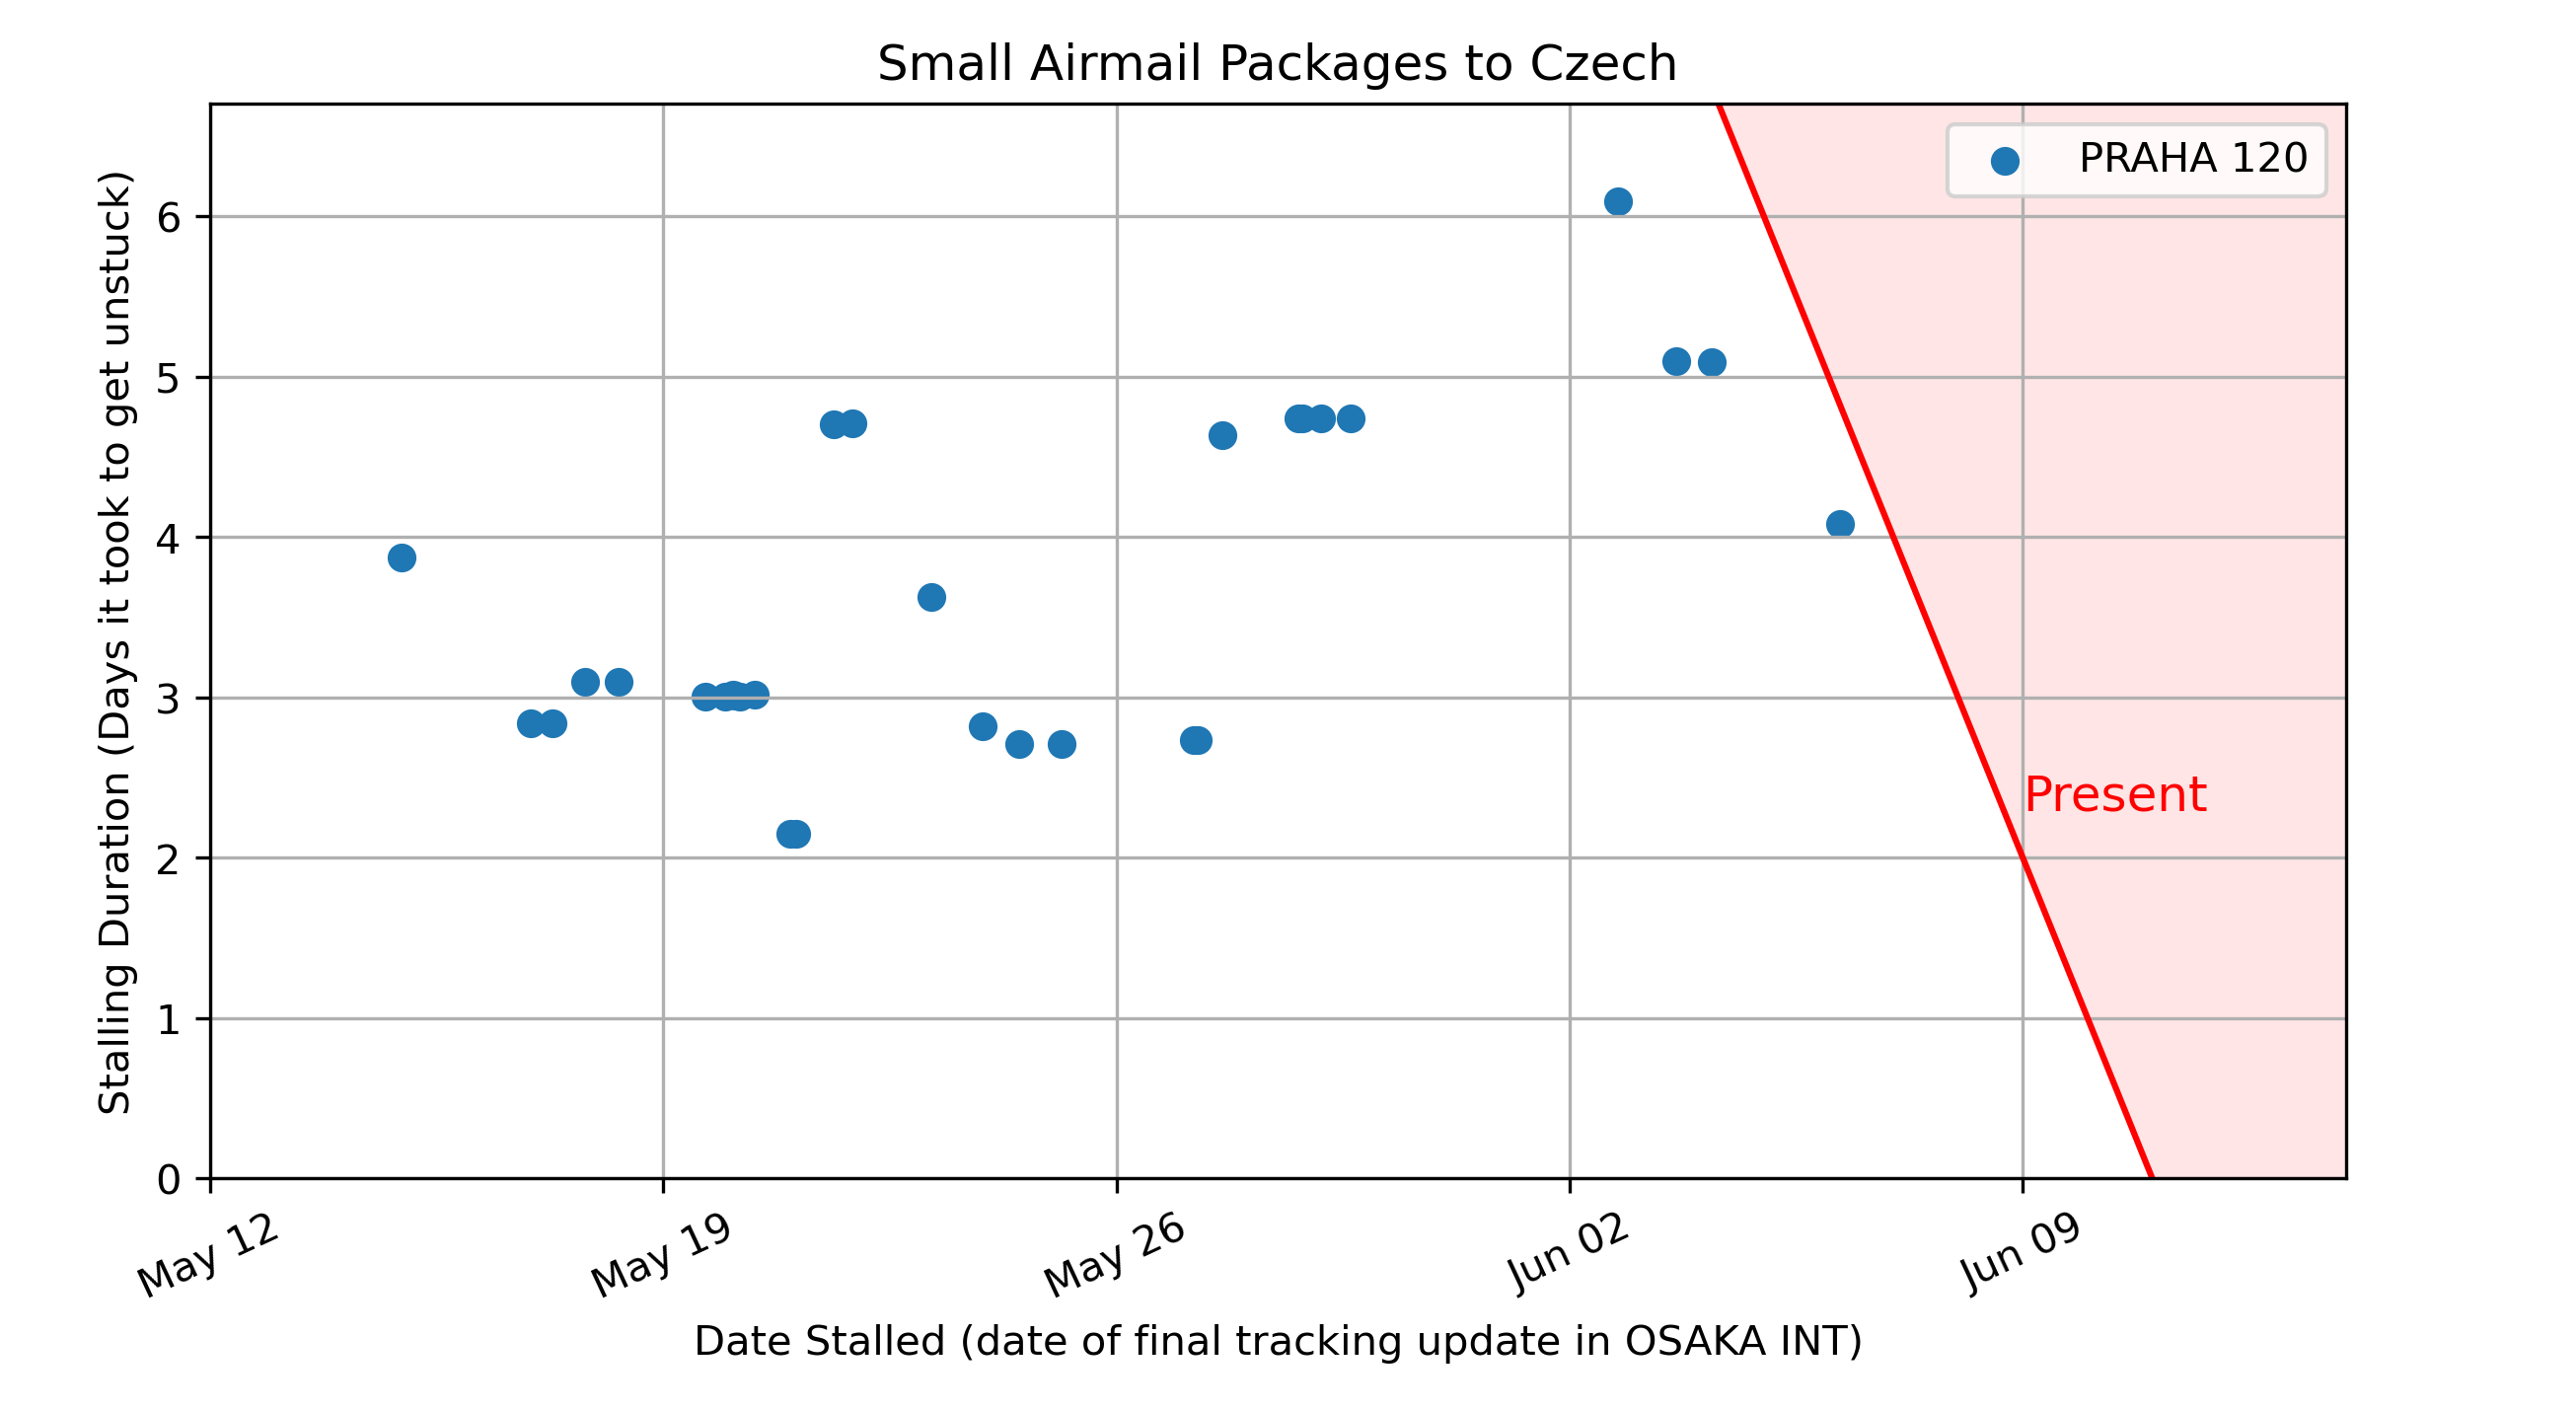 Small Airmail Packages to Czech
PRAHA 120
Stalling Duration (Days it took to get unstuck)
6
5
4
3
2
1
0
Present
May 12
May 19
May 26
Jun 02
Jun 09
Date Stalled (date of final tracking update in OSAKA INT)